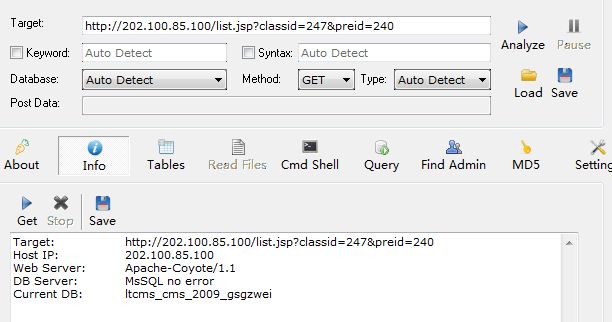 Target: http://202.100.85.100/list.jsp?classid=247&preid=240
Analyze Pause
Keyword: Auto Detect Syntax: Auto Detect
Database: Auto Detect Method: GET Type: Auto Detect
Load Save
Post Data:
About Info Tables Read Files Cmd Shell Query Find Admin MD5 Setting
Get Stop Save
Target: http://202.100.85.100/list.jsp?classid=247&preid=240
Host IP: 202.100.85.100
Web Server: Apache-Coyote/1.1
DB Server: MsSQL no error
Current DB: ltcms_cms_2009_gsgzwei